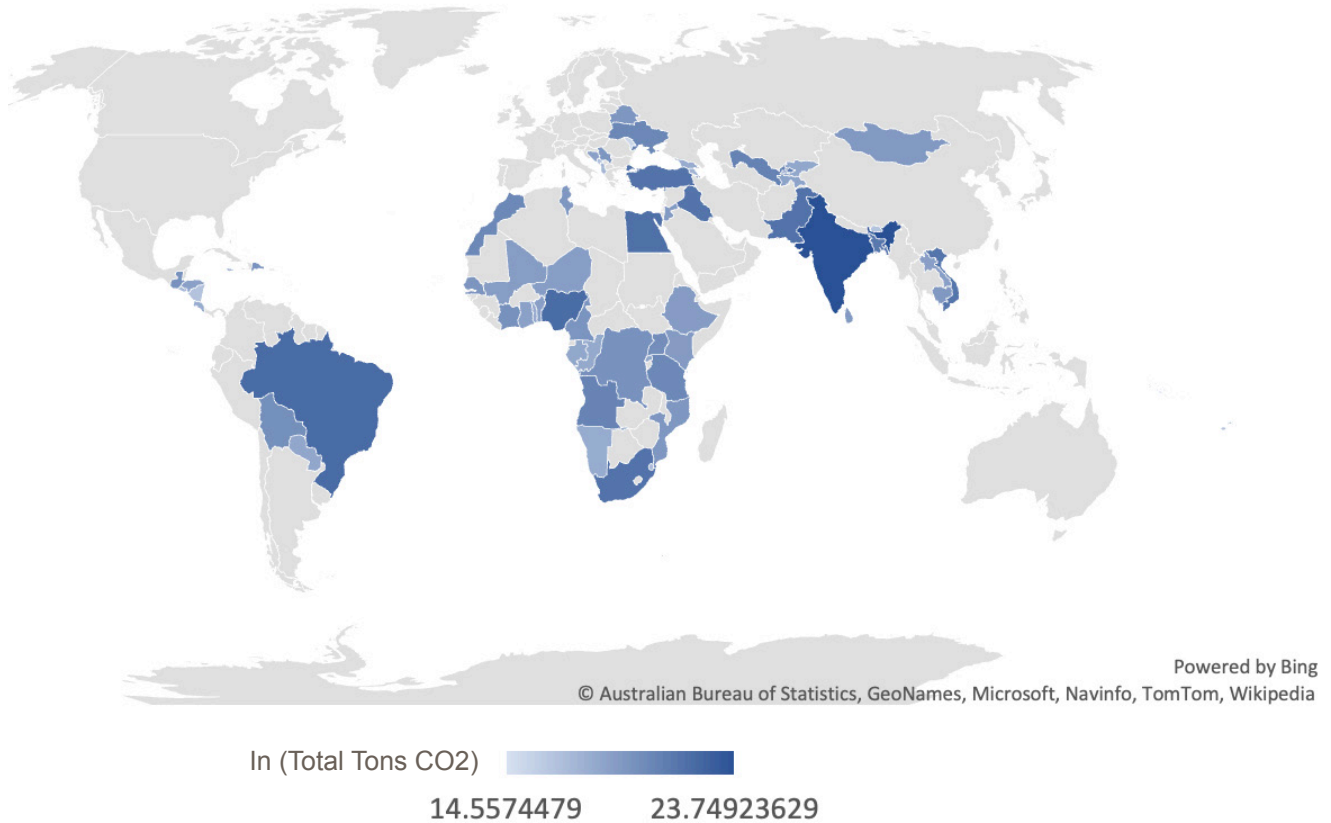 Powered by Bing
© Australian Bureau of Statistics, GeoNames, Microsoft, Navinfo, TomTom, Wikipedia
ln (Total Tons CO2)
14.5574479 23.74923629